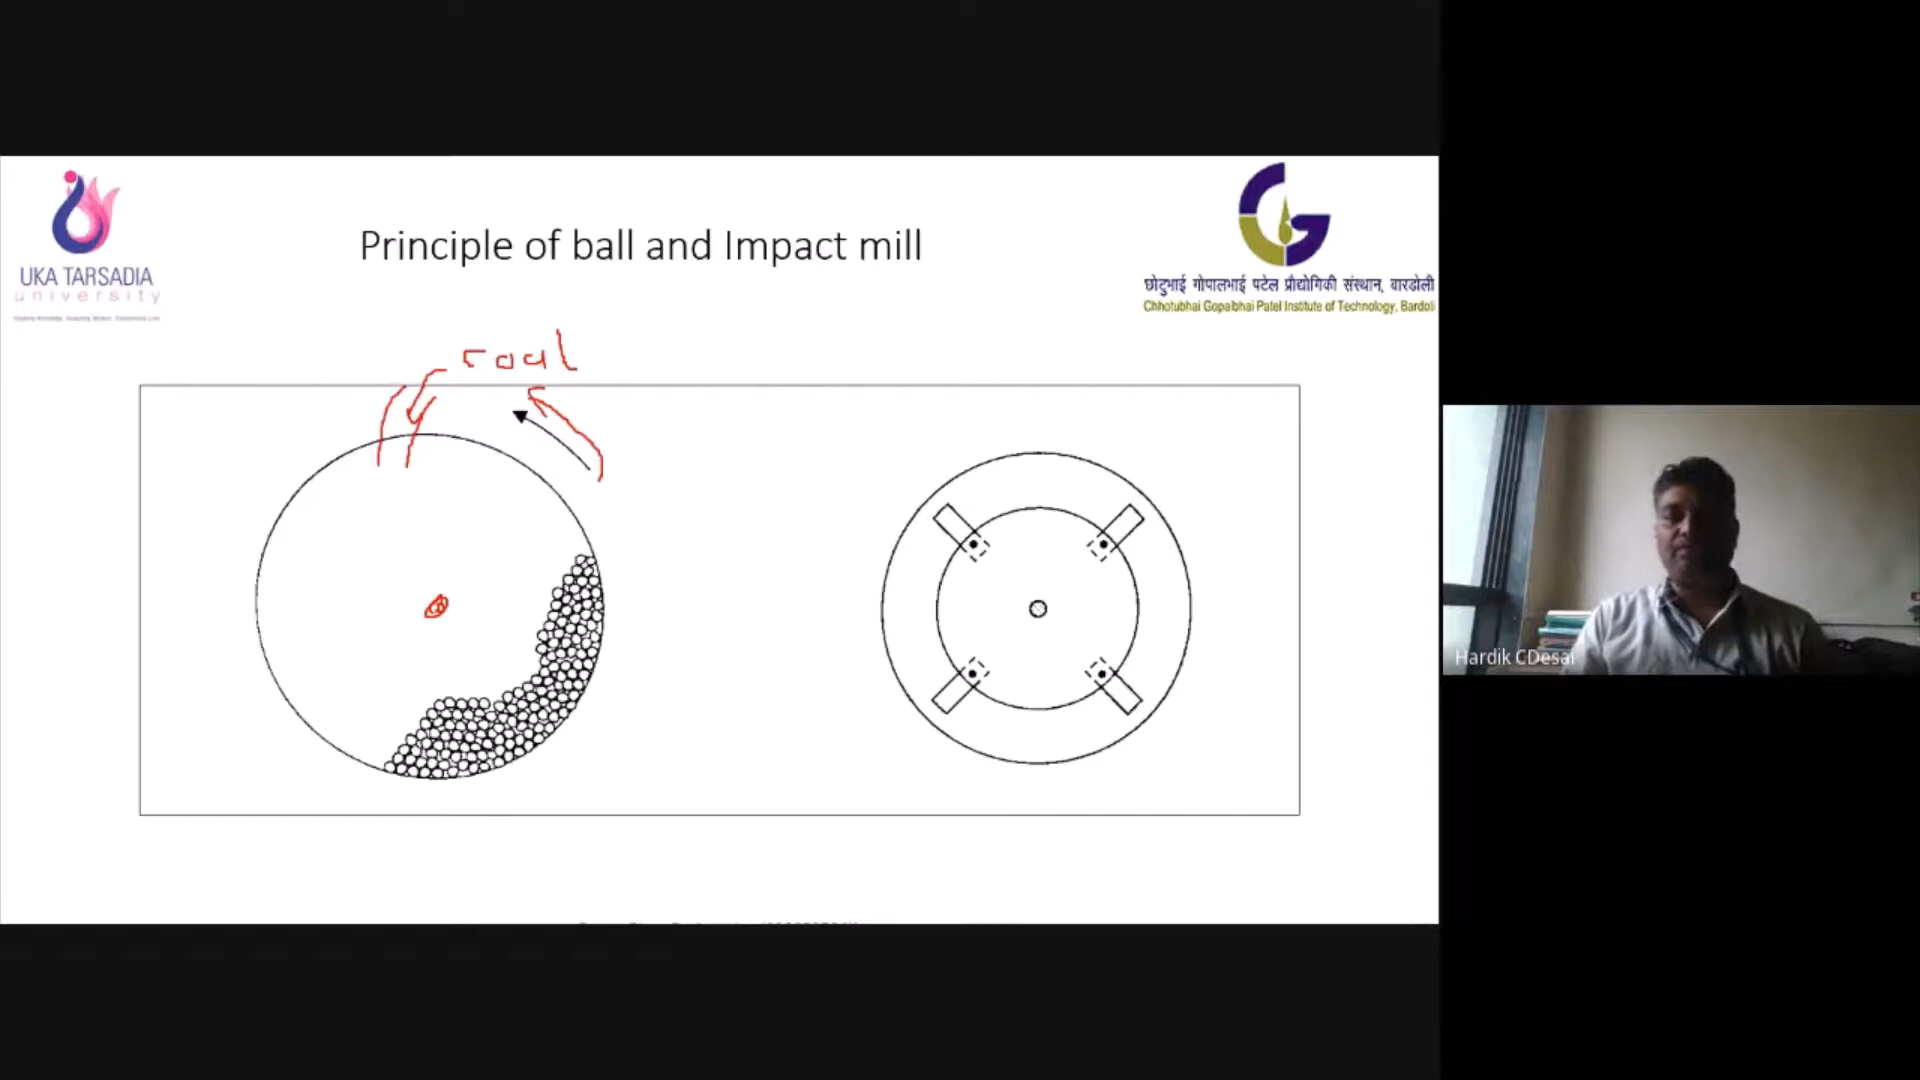 UKA TARSADIA
university
Principle of ball and Impact mill
छोटुभाई गोपालभाई पटेल प्रौद्योगिकी संस्थान, बारडोली
Chhotubhai Gopalbhai Patel Institute of Technology, Bardoli
coal
Hardik CDesai